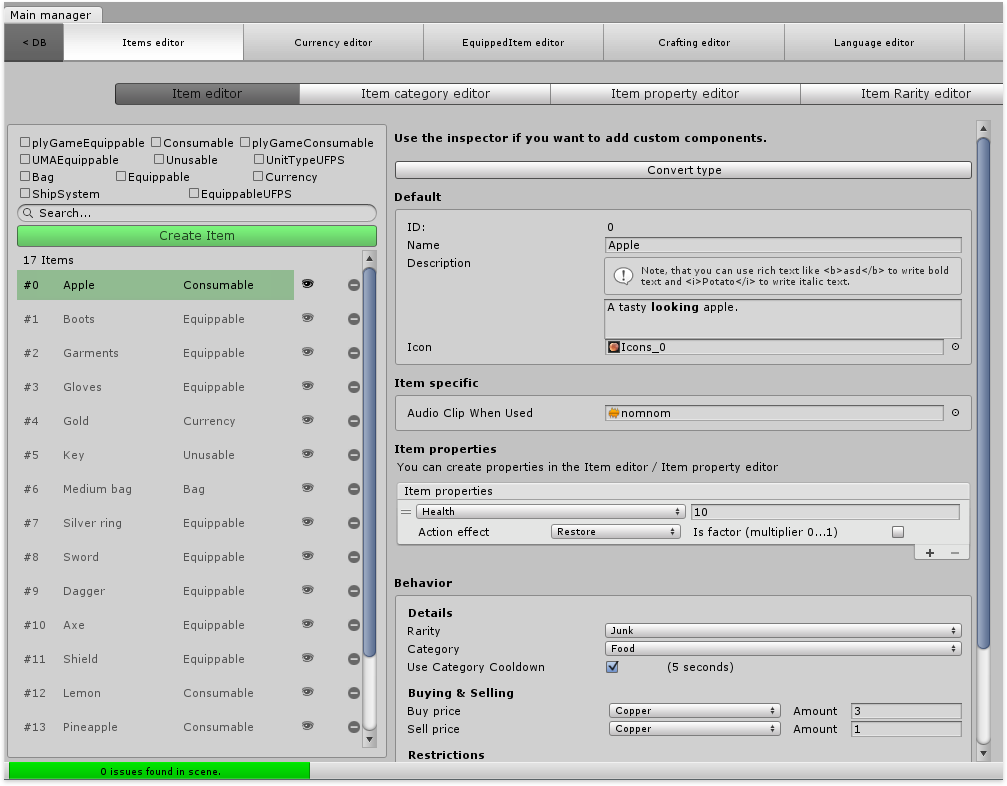 Main manager
< DB Items editor Currency editor EquippedItem editor Crafting editor Language editor
Item editor Item category editor Item property editor Item Rarity editor
plyGameEquippable Consumable plyGameConsumable
UMAEquippable Unusable UnitTypeUFPS
Bag Equippable Currency
ShipSystem EquippableUFPS
Search...
Create Item
17 Items
#0 Apple Consumable
#1 Boots Equippable
#2 Garments Equippable
#3 Gloves Equippable
#4 Gold Currency
#5 Key Unusable
#6 Medium bag Bag
#7 Silver ring Equippable
#8 Sword Equippable
#9 Dagger Equippable
#10 Axe Equippable
#11 Shield Equippable
#12 Lemon Consumable
#13 Pineapple Consumable
0 issues found in scene.
Use the inspector if you want to add custom components.
Convert type
Default
ID: 0
Name Apple
Description
Note, that you can use rich text like <b>asd</b> to write bold
text and <i>Potato</i> to write italic text.
A tasty looking apple.
Icon Icons_0
Item specific
Audio Clip When Used nomnom
Item properties
You can create properties in the Item editor / Item property editor
Item properties
Health 10
Action effect Restore Is factor (multiplier 0...1)
+ −
Behavior
Details
Rarity Junk
Category Food
Use Category Cooldown (5 seconds)
Buying & Selling
Buy price Copper Amount 3
Sell price Copper Amount 1
Restrictions